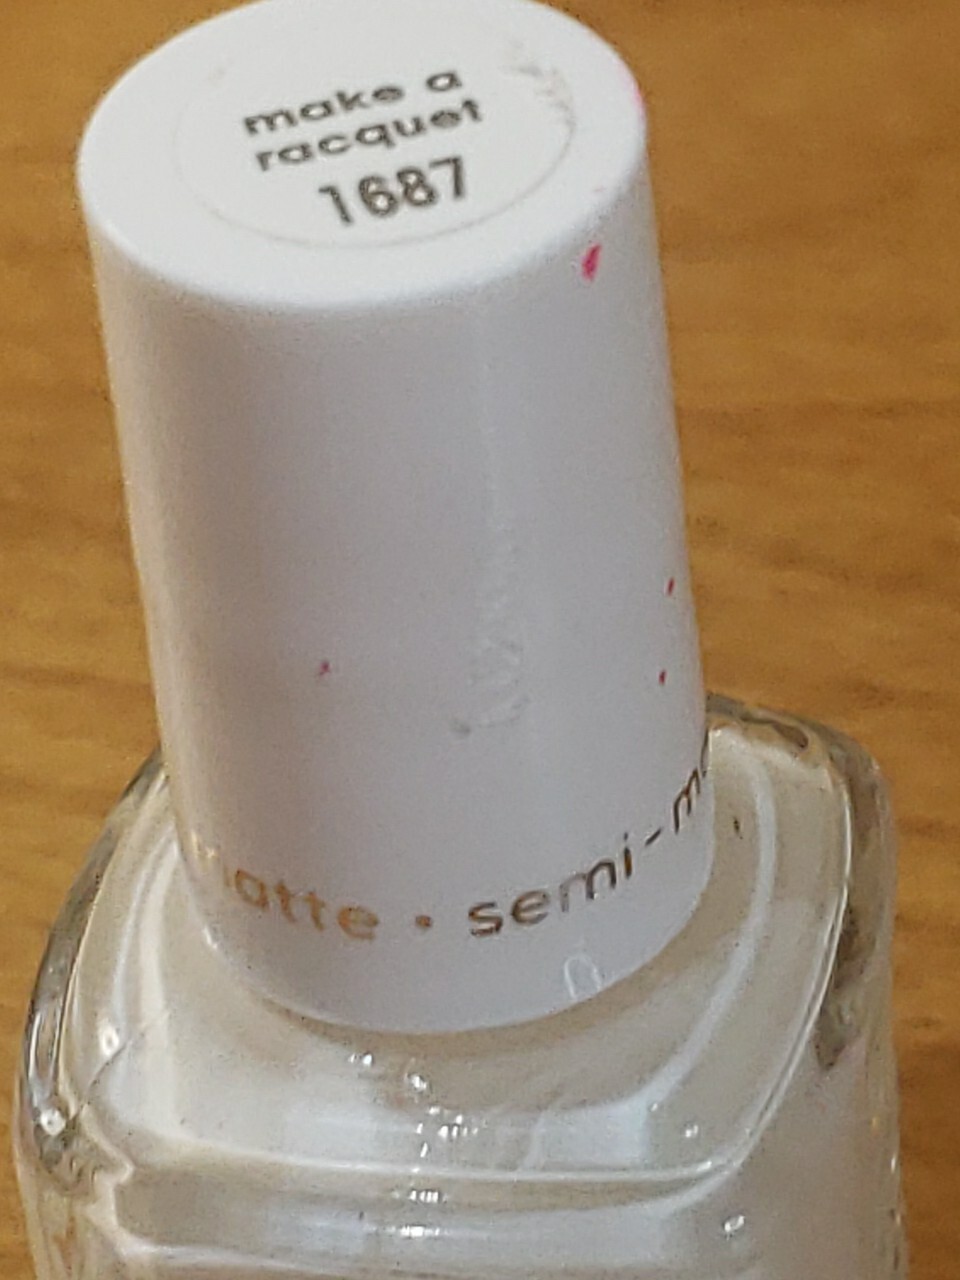 make a
racquet
1687
matte • semi-m